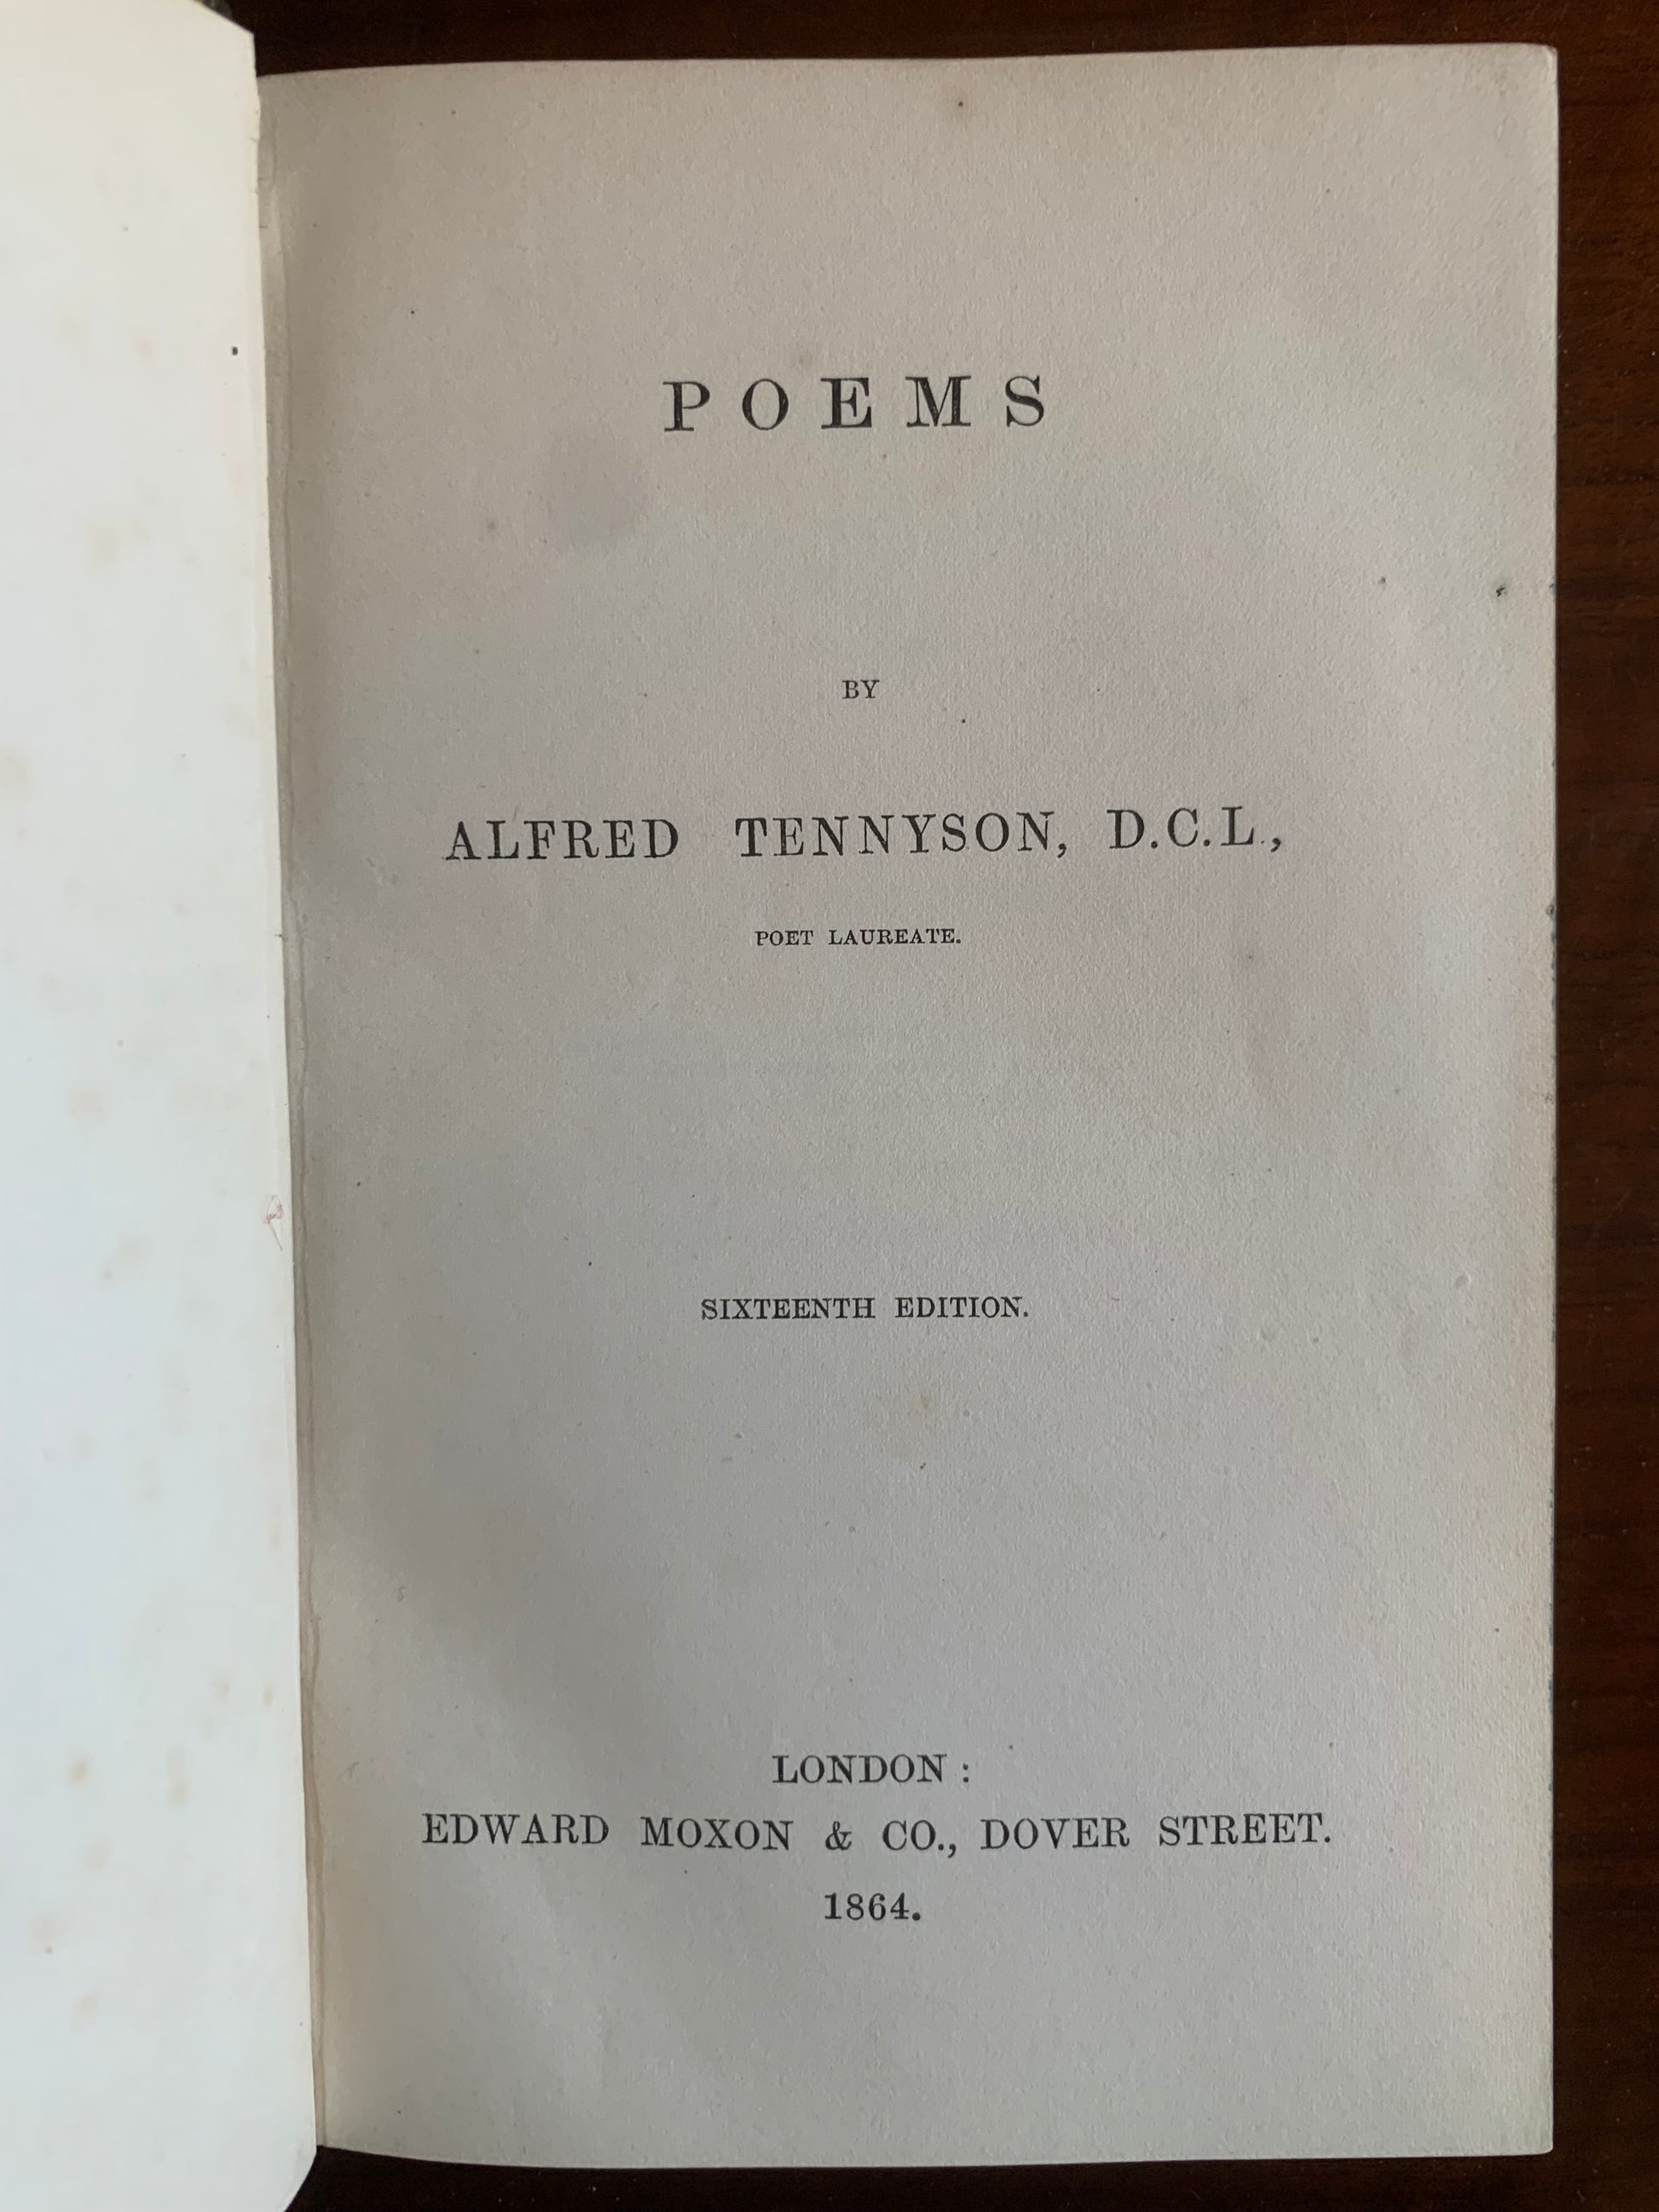 POEMS
BY
ALFRED TENNYSON, D.C.L.,
POET LAUREATE.
SIXTEENTH EDITION.
LONDON :
EDWARD MOXON & CO., DOVER STREET.
1864.